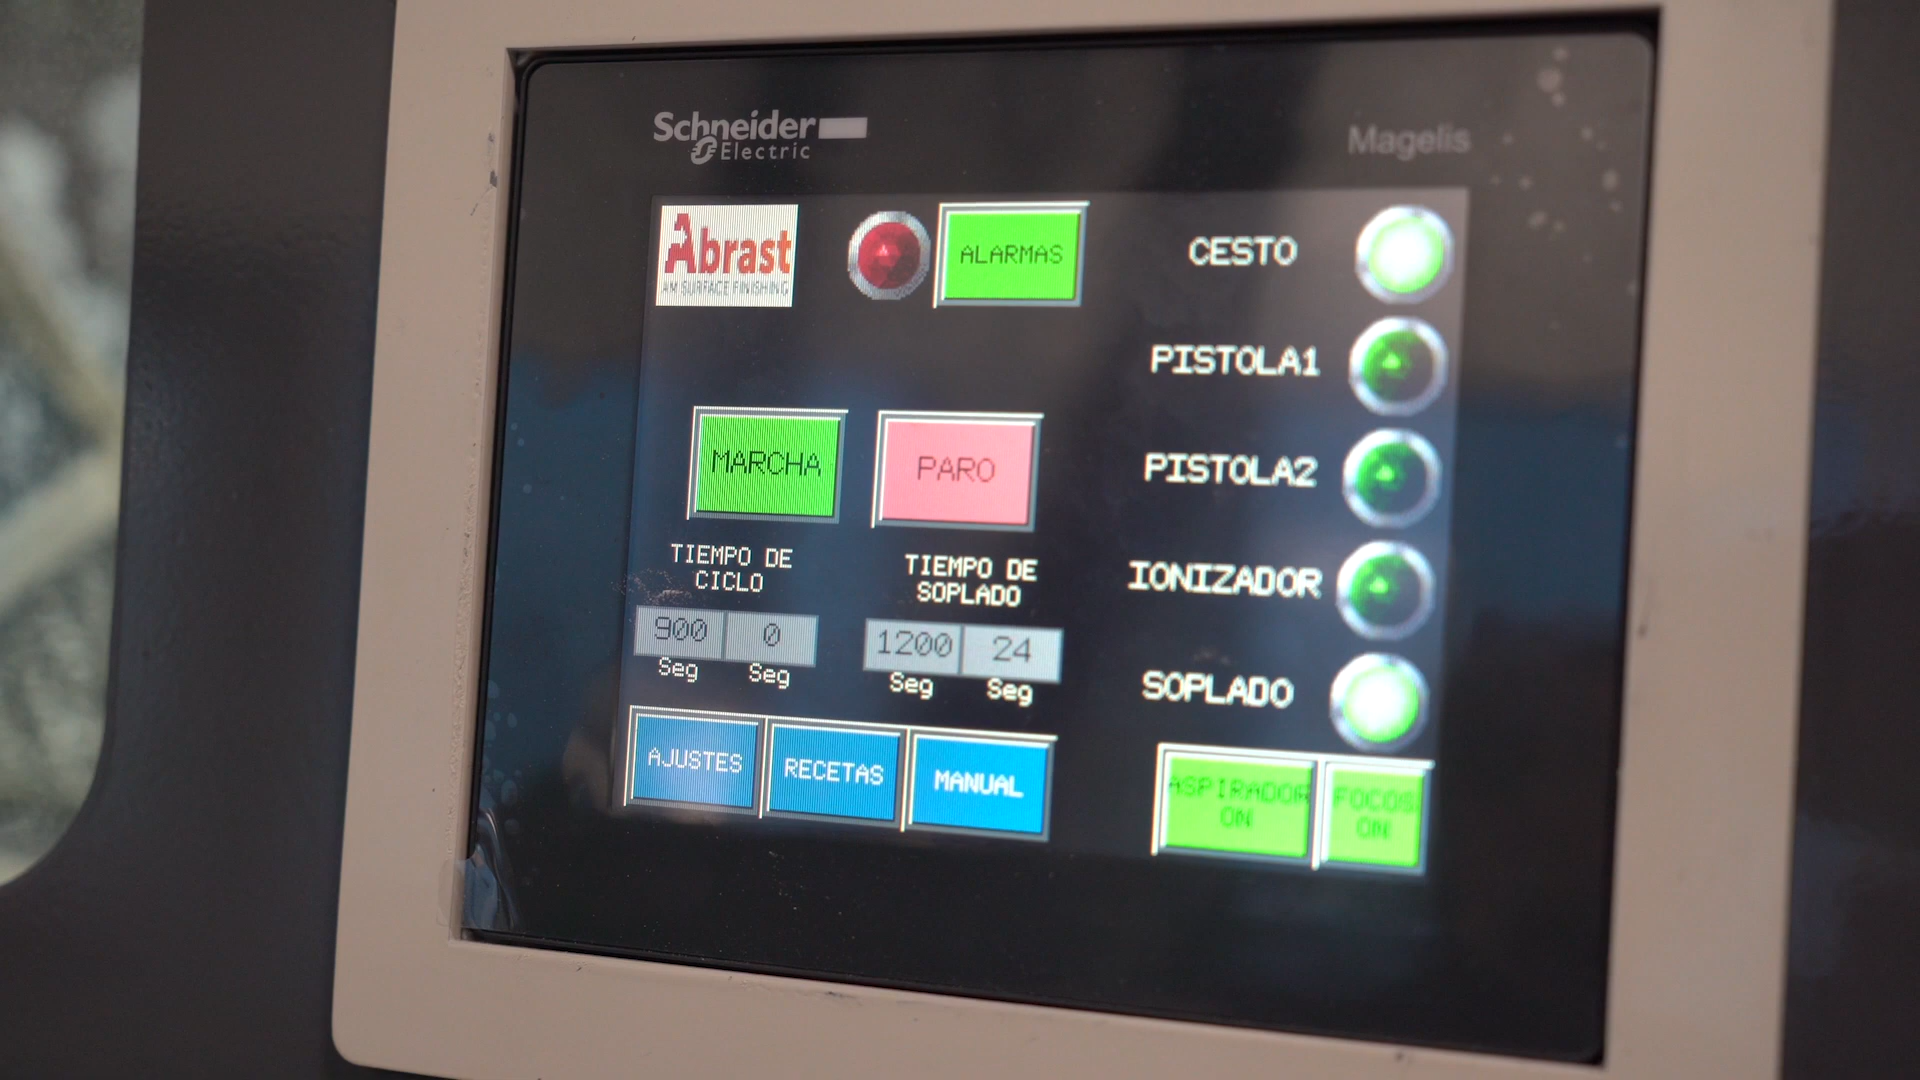 Schneider
Electric
Magelis
Abrast
AM SURFACE FINISHING
ALARMAS
CESTO
PISTOLA1
MARCHA
PARO
PISTOLA2
TIEMPO DE
CICLO
TIEMPO DE
SOPLADO
IONIZADOR
900 0
Seg Seg
1200 24
Seg Seg
SOPLADO
AJUSTES
RECETAS
MANUAL
ASPIRADOR
ON
FOCOS
ON